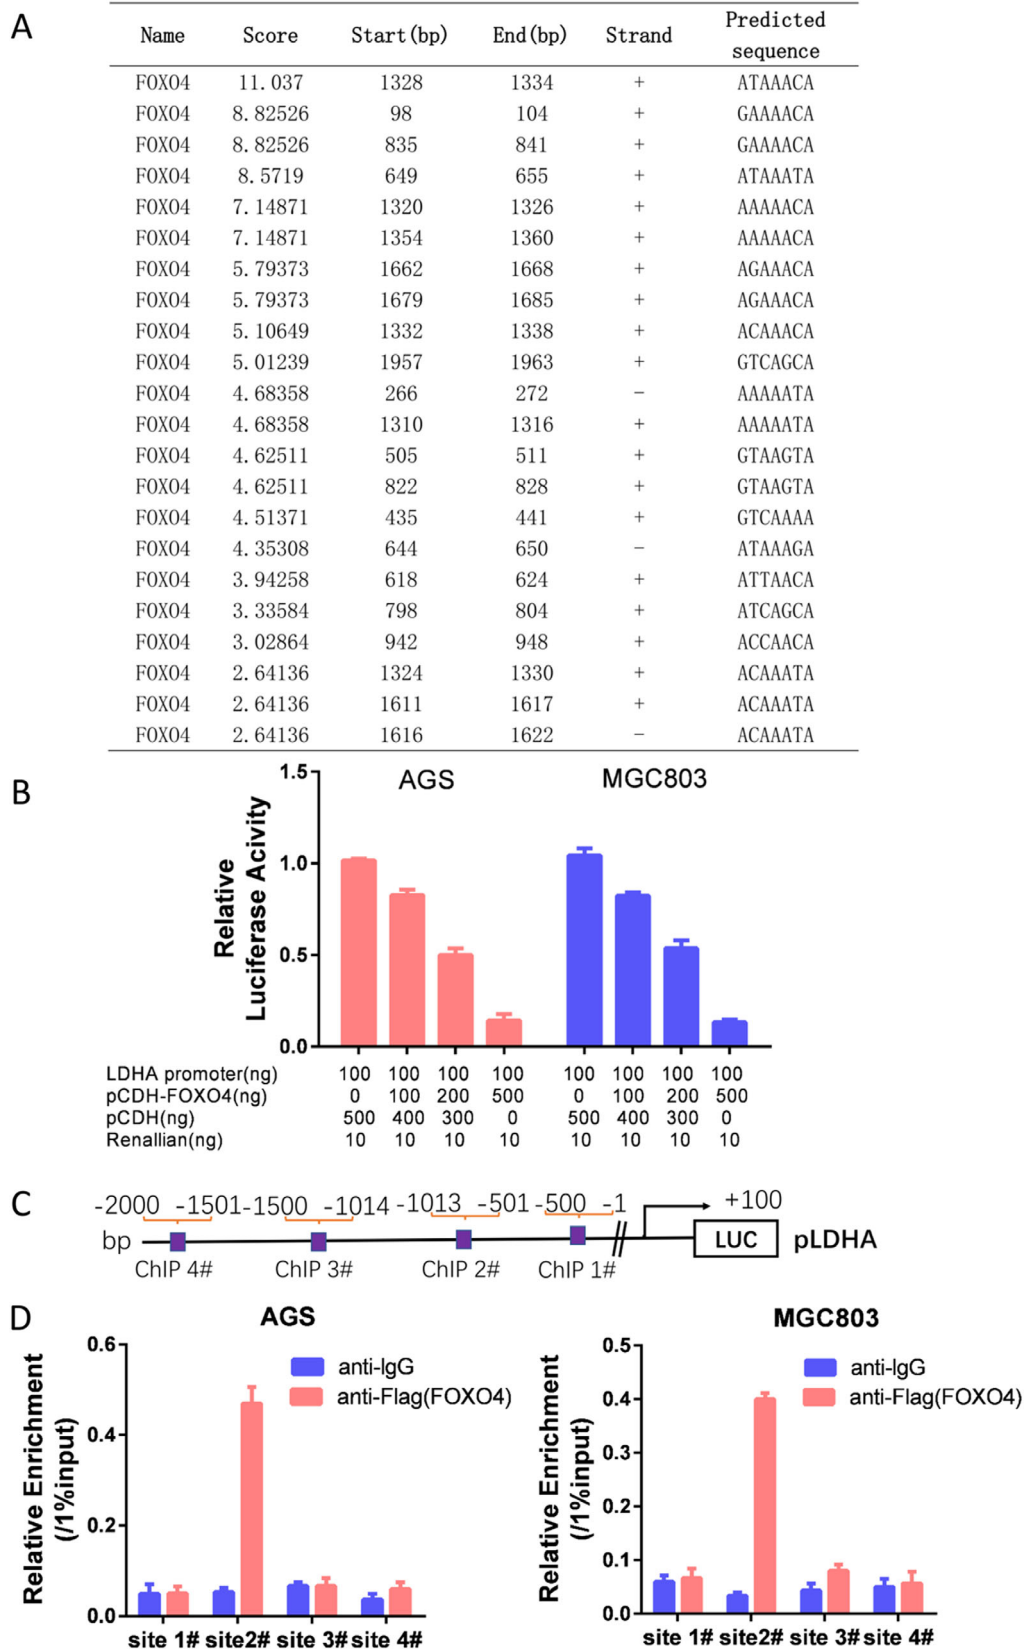 A
Name Score Start(bp) End(bp) Strand Predicted sequence
FOXO4 11.037 1328 1334 + ATAAACA
FOXO4 8.82526 98 104 + GAAAACA
FOXO4 8.82526 835 841 + GAAAACA
FOXO4 8.5719 649 655 + ATAAATA
FOXO4 7.14871 1320 1326 + AAAAACA
FOXO4 7.14871 1354 1360 + AAAAACA
FOXO4 5.79373 1662 1668 + AGAAACA
FOXO4 5.79373 1679 1685 + AGAAACA
FOXO4 5.10649 1332 1338 + ACAAACA
FOXO4 5.01239 1957 1963 + GTCAGCA
FOXO4 4.68358 266 272 - AAAAATA
FOXO4 4.68358 1310 1316 + AAAAATA
FOXO4 4.62511 505 511 + GTAAGTA
FOXO4 4.62511 822 828 + GTAAGTA
FOXO4 4.51371 435 441 + GTCAAAA
FOXO4 4.35308 644 650 - ATAAAGA
FOXO4 3.94258 618 624 + ATTAACA
FOXO4 3.33584 798 804 + ATCAGCA
FOXO4 3.02864 942 948 + ACCAACA
FOXO4 2.64136 1324 1330 + ACAAATA
FOXO4 2.64136 1611 1617 + ACAAATA
FOXO4 2.64136 1616 1622 - ACAAATA
B
AGS MGC803
Relative
Luciferase Acivity
1.5
1.0
0.5
0.0
LDHA promoter(ng) 100 100 100 100 100 100 100 100
pCDH-FOXO4(ng) 0 100 200 500 0 100 200 500
pCDH(ng) 500 400 300 0 500 400 300 0
Renallian(ng) 10 10 10 10 10 10 10 10
C
-2000 -1501 -1500 -1014 -1013 -501 -500 -1 +100
bp LUC pLDHA
ChIP 4# ChIP 3# ChIP 2# ChIP 1#
D
AGS
Relative Enrichment
(/1%input)
0.6
0.4
0.2
0.0
anti-IgG
anti-Flag(FOXO4)
site 1# site2# site 3# site 4#
MGC803
Relative Enrichment
(/1%input)
0.5
0.4
0.3
0.2
0.1
0.0
anti-IgG
anti-Flag(FOXO4)
site 1# site2# site 3# site 4#